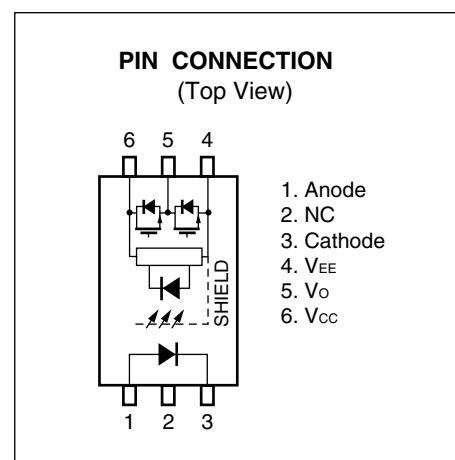 PIN CONNECTION
(Top View)
6 5 4
1. Anode
2. NC
3. Cathode
4. VEE
5. VO
6. VCC
SHIELD
1 2 3